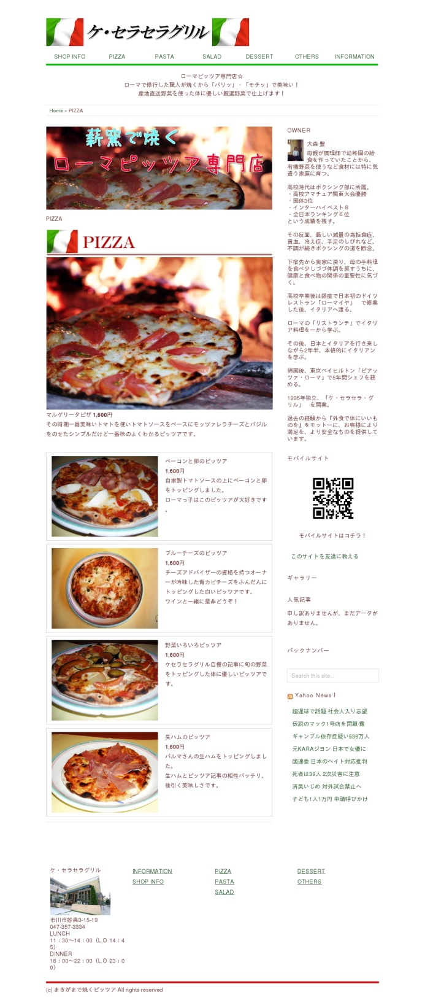 ケ・セラセラグリル
SHOP INFO PIZZA PASTA SALAD DESSERT OTHERS INFORMATION
ローマピッツア専門店☆
ローマで修行した職人が焼くから「パリッ」・「モチッ」で美味い！
産地直送野菜を使った体に優しい厳選野菜で仕上げます！
Home » PIZZA
薪窯で焼く
ローマピッツア専門店
PIZZA
PIZZA
マルゲリータピザ 1,600円
その時期一番美味いトマトを使いトマトソースをベースにモッツァレラチーズとバジル
をのせたシンプルだけど一番味のよくわかるピッツアです。
ベーコンと卵のピッツア
1,600円
自家製トマトソースの上にベーコンと卵
をトッピングしました。
ローマっ子はこのピッツアが大好きです
。
ブルーチーズのピッツア
1,600円
チーズアドバイザーの資格を持つオーナ
ーが吟味した青カビチーズをふんだんに
トッピングした白いピッツアです。
ワインと一緒に是非どうぞ！
野菜いろいろピッツア
1,600円
ケセラセラグリル自慢の記事に旬の野菜
をトッピングした体に優しいピッツアで
す。
生ハムのピッツア
1,600円
パルマさんの生ハムをトッピングしまし
た。
生ハムとピッツア記事の相性バッチリ。
後引く美味しさです。
OWNER
大森 豊
母親が調理師で幼稚園の給
食を作っていたことから、
有機野菜を使うなど食材には特に気
遣う家庭に育つ。
高校時代はボクシング部に所属。
・高校アマチュア関東大会優勝
・国体3位
・インターハイベスト８
・全日本ランキング６位
という成績を残す。
その反面、厳しい減量の為拒食症、
貧血、冷え症、手足のしびれなど、
不調が続きボクシングの道を断念。
下宿先から実家に戻り、母の手料理
を食べ少しづづ体調を戻すうちに、
健康と食べ物の関係の重要性に気づ
く。
高校卒業後は銀座で日本初のドイツ
レストラン「ローマイヤ」　で修業
した後、イタリアへ渡る。
ローマの「リストランテ」でイタリ
ア料理を一から学ぶ。
その後、日本とイタリアを行き来し
ながら2年半、本格的にイタリアン
を学ぶ。
帰国後、東京ベイヒルトン「ピアッ
ツァ・ローマ」で5年間シェフを務
める。
1995年独立、「ケ・セラセラ・グ
リル」　を開業。
過去の経験から『外食で体にいいも
のを』をモットーに、お客様により
満足を、より安全なものを提供して
います。
モバイルサイト
モバイルサイトはコチラ！
このサイトを友達に教える
ギャラリー
人気記事
申し訳ありませんが、まだデータが
ありません。
バックナンバー
Search this site...
Yahoo News！
超遅球で話題 社会人入り志望
伝説のマック1号店を閉鎖 露
ギャンブル依存症疑い536万人
元KARAジヨン 日本で女優に
国連委 日本のヘイト対応批判
死者は39人 2次災害に注意
済美いじめ 対外試合禁止へ
子ども1人1万円 申請呼びかけ
ケ・セラセラグリル
市川市妙典3-15-19
047-357-3334
LUNCH
11：30〜14：00（L.O 14：4
5）
DINNER
18：00〜22：00（L.O 23：0
0）
INFORMATION
SHOP INFO
PIZZA
PASTA
SALAD
DESSERT
OTHERS
(c) まきがまで焼くピッツア All rights reserved